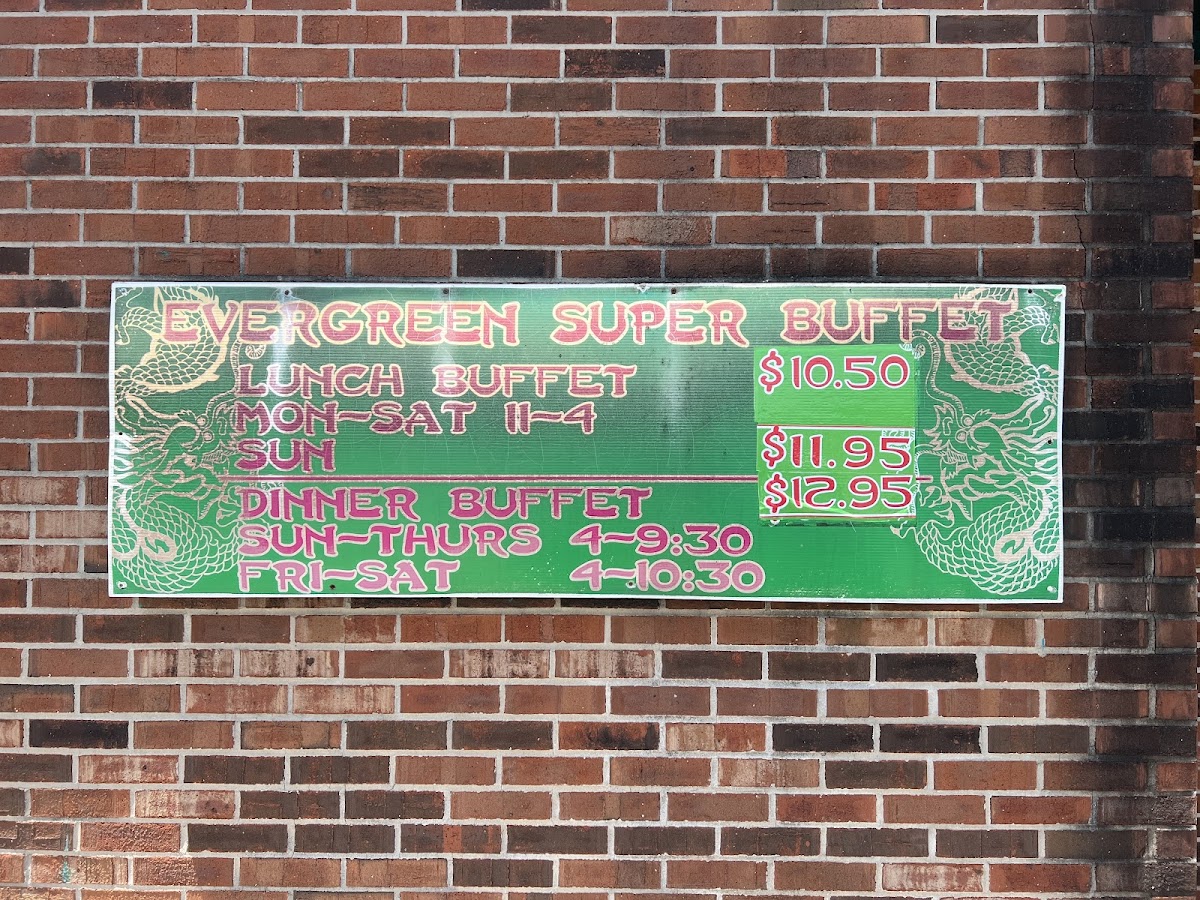 EVERGREEN SUPER BUFFET
LUNCH BUFFET $10.50
MON~SAT 11~4
SUN $11.95
$12.95
DINNER BUFFET
SUN~THURS 4~9:30
FRI~SAT 4~10:30